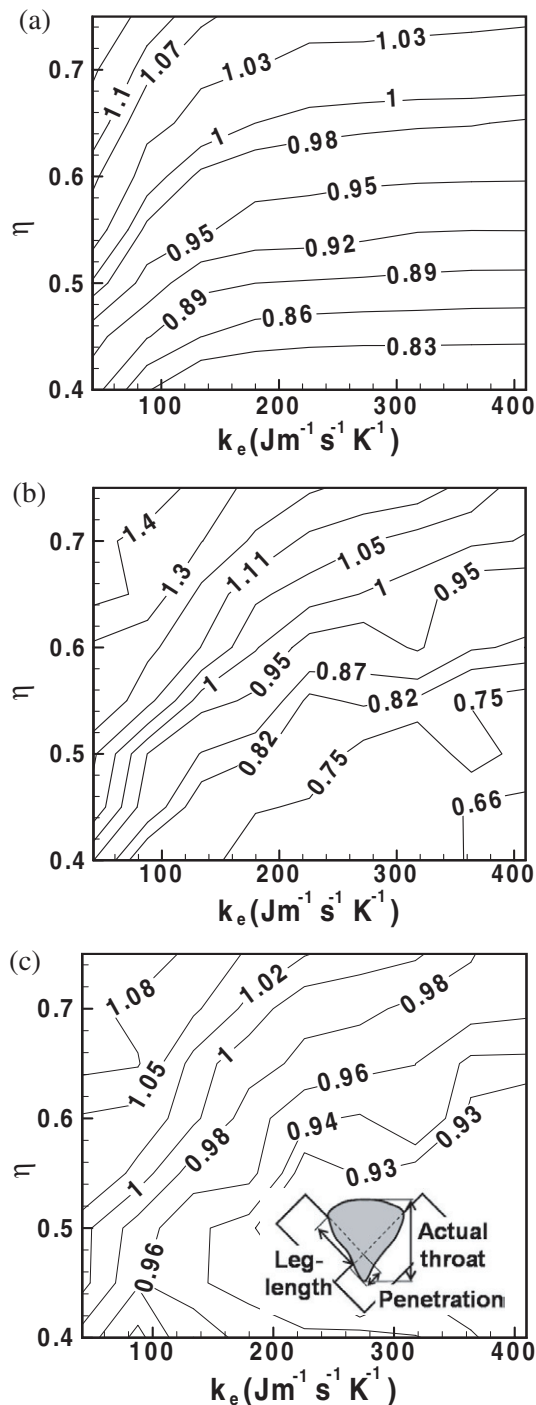 (a)
1.03
1.07
1.1
1
0.98
0.95
0.95
0.92
0.89
0.89
0.86
0.83
0.7
0.6
0.5
0.4
η
100 200 300 400
k e (Jm⁻¹ s⁻¹ K⁻¹)
(b)
1.4
1.3
1.11
1.05
1
0.95
0.95
1
0.87
0.82
0.82
0.75
0.75
0.66
0.7
0.6
0.5
0.4
η
100 200 300 400
k e (Jm⁻¹ s⁻¹ K⁻¹)
(c)
1.08
1.02
0.98
1.05
1
0.96
0.98
0.94
0.93
0.93
1
0.96
Leg-
length
Actual
throat
Penetration
0.7
0.6
0.5
0.4
η
100 200 300 400
k e (Jm⁻¹ s⁻¹ K⁻¹)